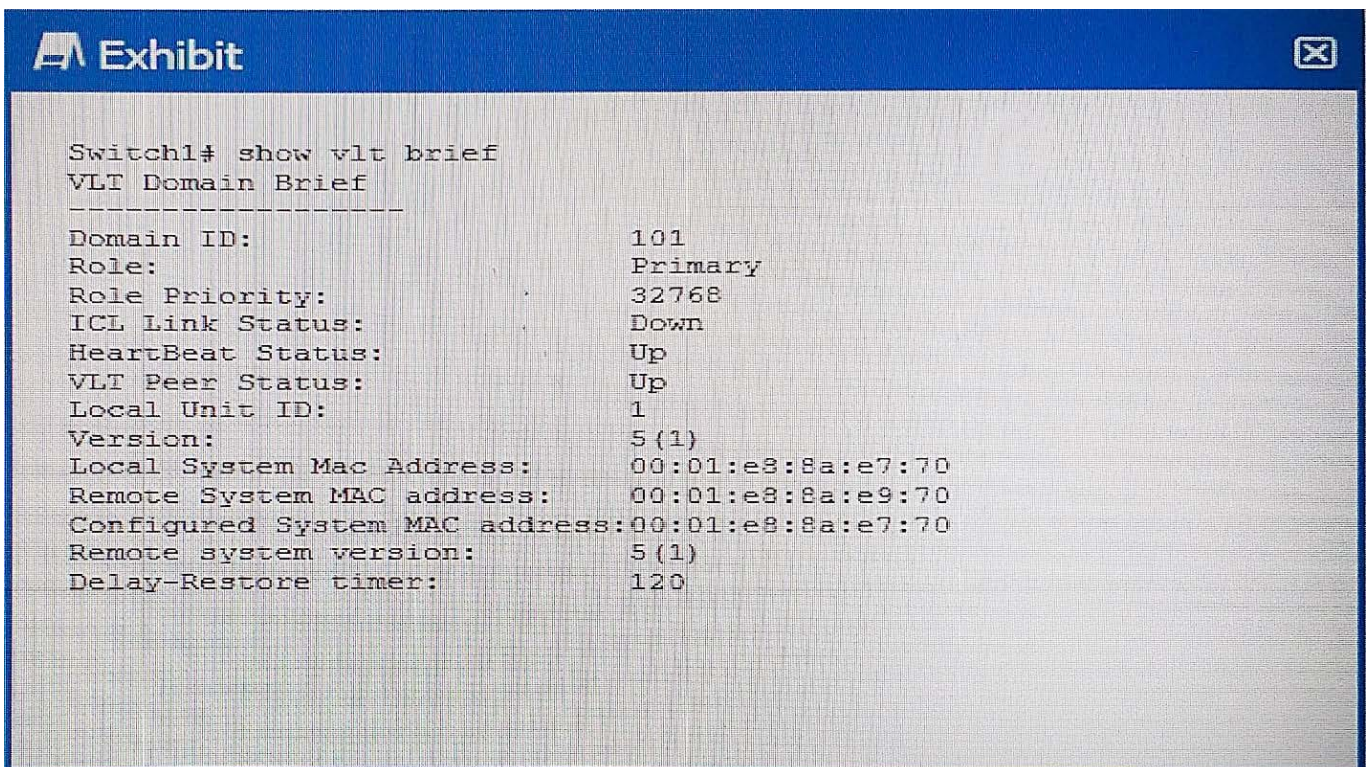 Exhibit
Switch1# show vlt brief
VLT Domain Brief
------------------
Domain ID: 101
Role: Primary
Role Priority: 32768
ICL Link Status: Down
HeartBeat Status: Up
VLT Peer Status: Up
Local Unit ID: 1
Version: 5(1)
Local System Mac Address: 00:01:e8:8a:e7:70
Remote System MAC address: 00:01:e8:8a:e9:70
Configured System MAC address:00:01:e8:8a:e7:70
Remote system version: 5(1)
Delay-Restore timer: 120